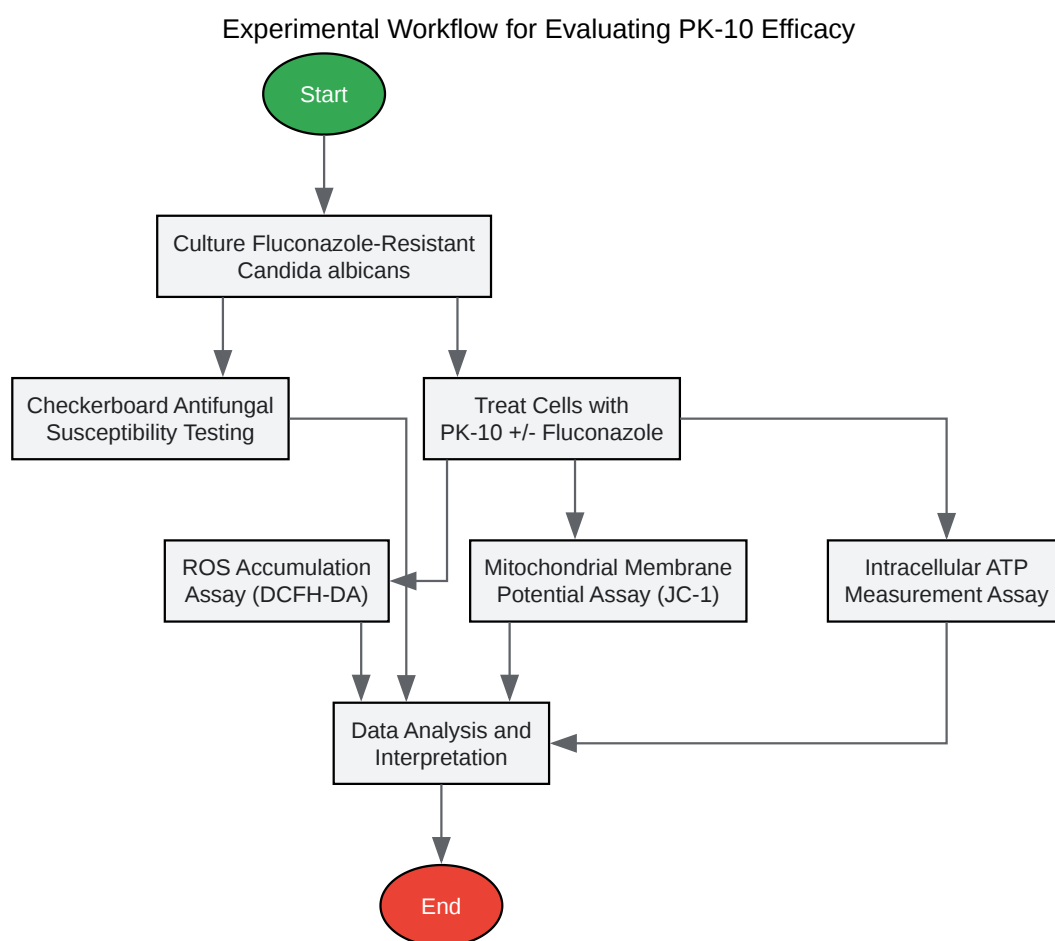 Experimental Workflow for Evaluating PK-10 Efficacy
Start
Culture Fluconazole-Resistant
Candida albicans
Checkerboard Antifungal
Susceptibility Testing
Treat Cells with
PK-10 +/- Fluconazole
ROS Accumulation
Assay (DCFH-DA)
Mitochondrial Membrane
Potential Assay (JC-1)
Intracellular ATP
Measurement Assay
Data Analysis and
Interpretation
End